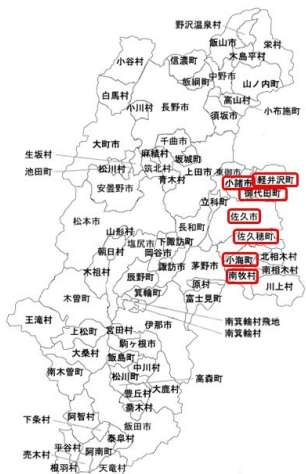 野沢温泉村
飯山市
栄村
木島平村
信濃町
小谷村
中野市
飯綱町
山ノ内町
白馬村
高山村
小川村
長野市
小布施町
須坂市
千曲市
大町市
麻績村
坂城町
生坂村
筑北村
上田市
東御市
松川村
青木村
池田町
小諸市
軽井沢町
御代田町
安曇野市
立科町
佐久市
松本市
長和町
佐久穂町
山形村
塩尻市
下諏訪町
岡谷市
朝日村
小海町
北相木村
諏訪市
茅野市
木祖村
辰野町
南牧村
南相木村
原村
川上村
箕輪町
富士見町
木曽町
王滝村
南箕輪村飛地
南箕輪村
伊那市
上松町
宮田村
駒ヶ根市
大桑村
飯島町
中川村
南木曽町
松川町
高森町
大鹿村
豊丘村
喬木村
下条村
阿智村
飯田市
泰阜村
平谷村
阿南町
売木村
根羽村
天竜村